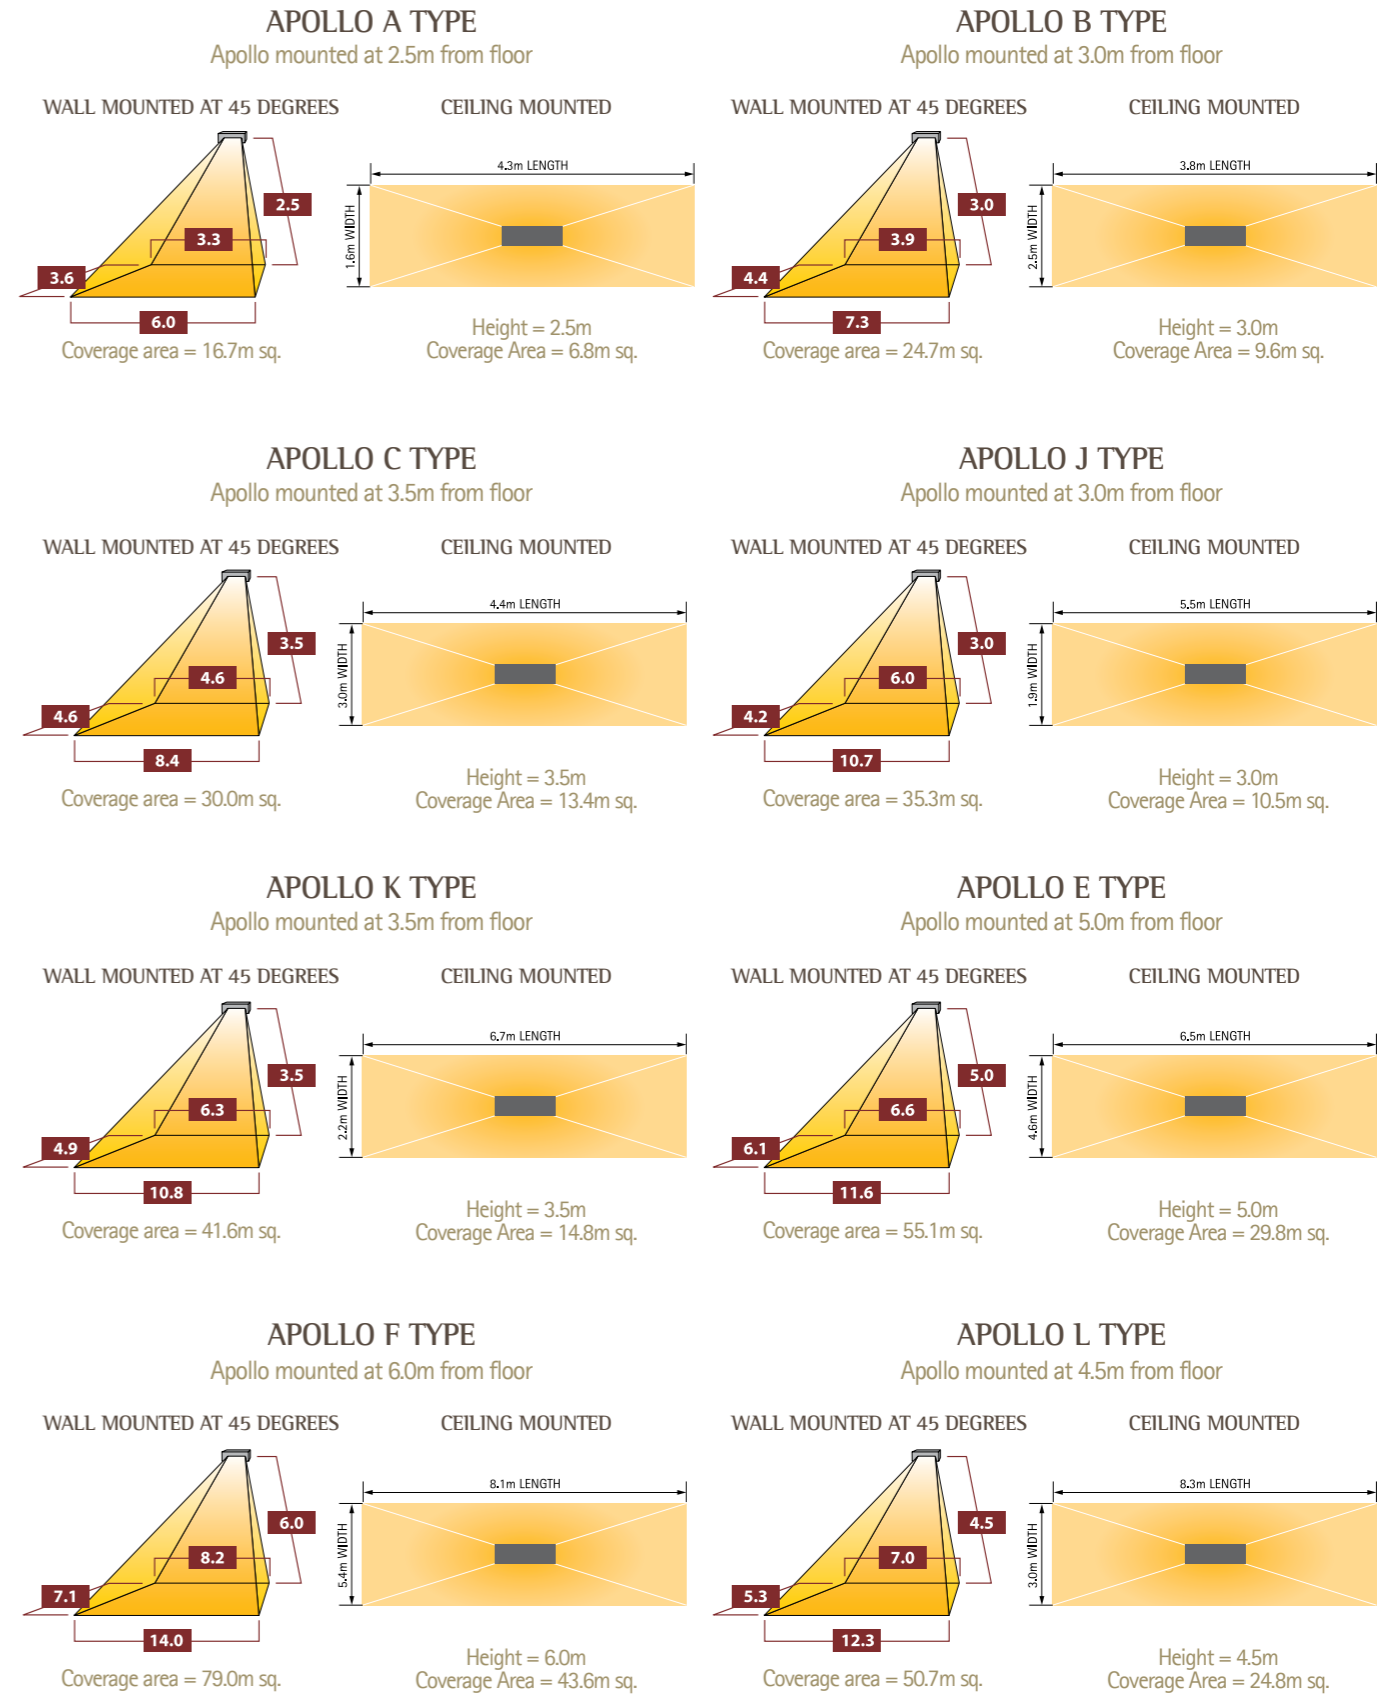 APOLLO A TYPE
Apollo mounted at 2.5m from floor
WALL MOUNTED AT 45 DEGREES
2.5
3.3
3.6
6.0
Coverage area = 16.7m sq.
CEILING MOUNTED
4.3m LENGTH
1.6m WIDTH
Height = 2.5m
Coverage Area = 6.8m sq.
APOLLO B TYPE
Apollo mounted at 3.0m from floor
WALL MOUNTED AT 45 DEGREES
3.0
3.9
4.4
7.3
Coverage area = 24.7m sq.
CEILING MOUNTED
3.8m LENGTH
2.5m WIDTH
Height = 3.0m
Coverage Area = 9.6m sq.
APOLLO C TYPE
Apollo mounted at 3.5m from floor
WALL MOUNTED AT 45 DEGREES
3.5
4.6
4.6
8.4
Coverage area = 30.0m sq.
CEILING MOUNTED
4.4m LENGTH
3.0m WIDTH
Height = 3.5m
Coverage Area = 13.4m sq.
APOLLO J TYPE
Apollo mounted at 3.0m from floor
WALL MOUNTED AT 45 DEGREES
3.0
6.0
4.2
10.7
Coverage area = 35.3m sq.
CEILING MOUNTED
5.5m LENGTH
1.9m WIDTH
Height = 3.0m
Coverage Area = 10.5m sq.
APOLLO K TYPE
Apollo mounted at 3.5m from floor
WALL MOUNTED AT 45 DEGREES
3.5
6.3
4.9
10.8
Coverage area = 41.6m sq.
CEILING MOUNTED
6.7m LENGTH
2.2m WIDTH
Height = 3.5m
Coverage Area = 14.8m sq.
APOLLO E TYPE
Apollo mounted at 5.0m from floor
WALL MOUNTED AT 45 DEGREES
5.0
6.6
6.1
11.6
Coverage area = 55.1m sq.
CEILING MOUNTED
6.5m LENGTH
4.6m WIDTH
Height = 5.0m
Coverage Area = 29.8m sq.
APOLLO F TYPE
Apollo mounted at 6.0m from floor
WALL MOUNTED AT 45 DEGREES
6.0
8.2
7.1
14.0
Coverage area = 79.0m sq.
CEILING MOUNTED
8.1m LENGTH
5.4m WIDTH
Height = 6.0m
Coverage Area = 43.6m sq.
APOLLO L TYPE
Apollo mounted at 4.5m from floor
WALL MOUNTED AT 45 DEGREES
4.5
7.0
5.3
12.3
Coverage area = 50.7m sq.
CEILING MOUNTED
8.3m LENGTH
3.0m WIDTH
Height = 4.5m
Coverage Area = 24.8m sq.